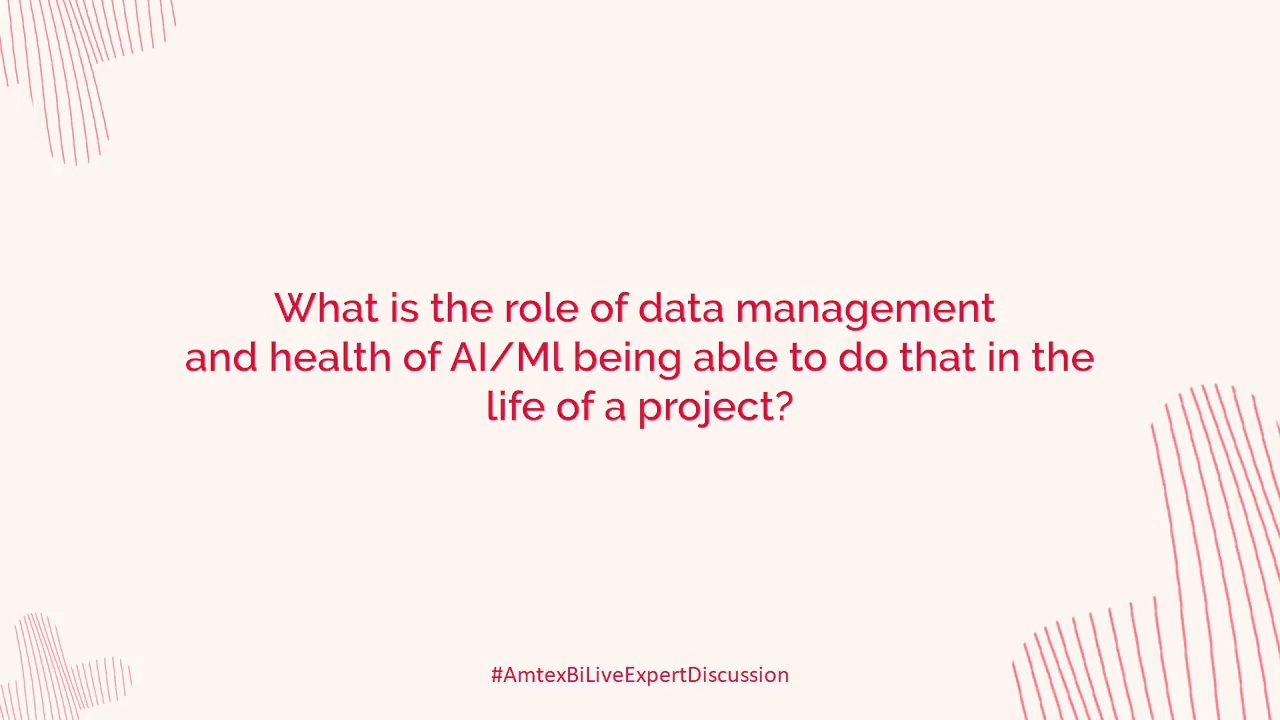 What is the role of data management
and health of AI/Ml being able to do that in the
life of a project?
#AmtexBiLiveExpertDiscussion